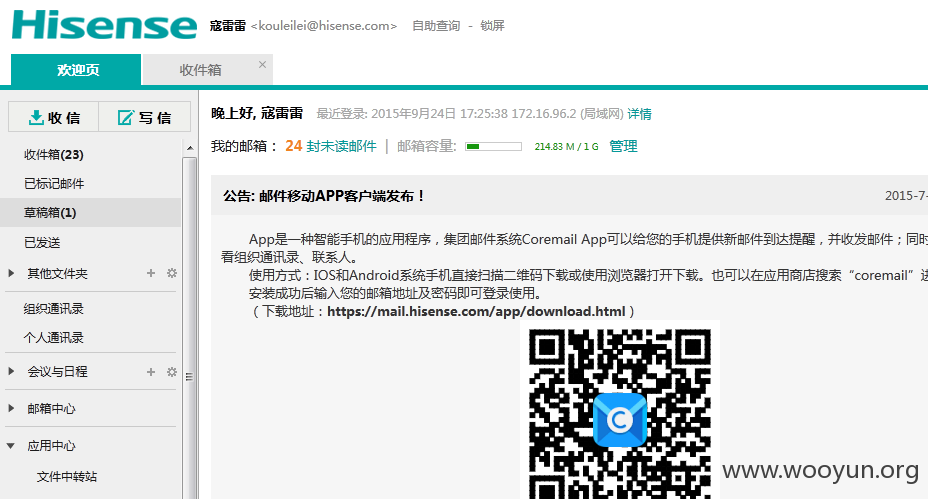 Hisense 寇雷雷 <kouleilei@hisense.com> 自助查询 - 锁屏
欢迎页 收件箱 ×
收信 写信
晚上好, 寇雷雷 最近登录: 2015年9月24日 17:25:38 172.16.96.2 (局域网) 详情
我的邮箱： 24 封未读邮件 | 邮箱容量: 214.83 M / 1 G 管理
收件箱(23)
已标记邮件
草稿箱(1)
已发送
其他文件夹
组织通讯录
个人通讯录
会议与日程
邮箱中心
应用中心
文件中转站
公告: 邮件移动APP客户端发布！ 2015-7-
App是一种智能手机的应用程序，集团邮件系统Coremail App可以给您的手机提供新邮件到达提醒，并收发邮件；同时
看组织通讯录、联系人。
使用方式：IOS和Android系统手机直接扫描二维码下载或使用浏览器打开下载。也可以在应用商店搜索“coremail”进
安装成功后输入您的邮箱地址及密码即可登录使用。
（下载地址：https://mail.hisense.com/app/download.html）
C
www.wooyun.org